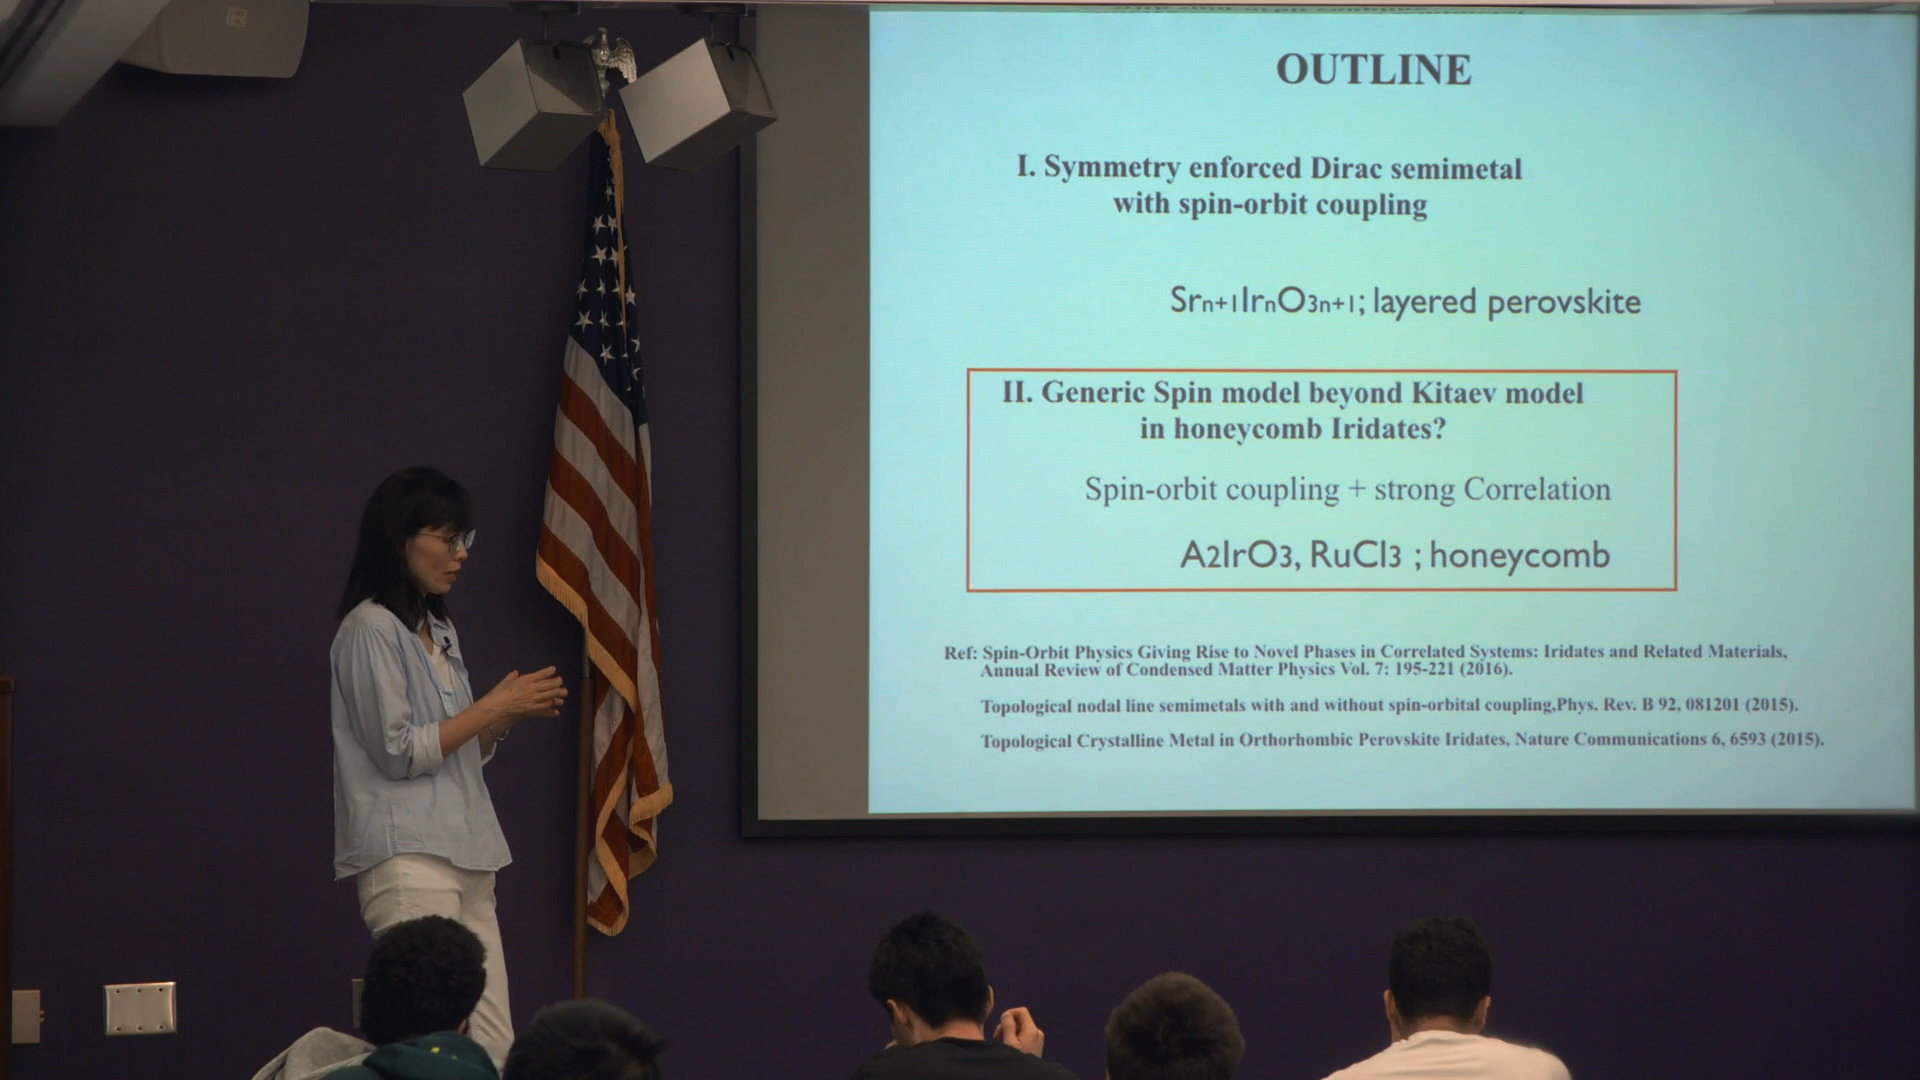 OUTLINE
I. Symmetry enforced Dirac semimetal
with spin-orbit coupling
Srn+1IrnO3n+1; layered perovskite
II. Generic Spin model beyond Kitaev model
in honeycomb Iridates?
Spin-orbit coupling + strong Correlation
A2IrO3, RuCl3 ; honeycomb
Ref: Spin-Orbit Physics Giving Rise to Novel Phases in Correlated Systems: Iridates and Related Materials,
Annual Review of Condensed Matter Physics Vol. 7: 195-221 (2016).
Topological nodal line semimetals with and without spin-orbital coupling,Phys. Rev. B 92, 081201 (2015).
Topological Crystalline Metal in Orthorhombic Perovskite Iridates, Nature Communications 6, 6593 (2015).